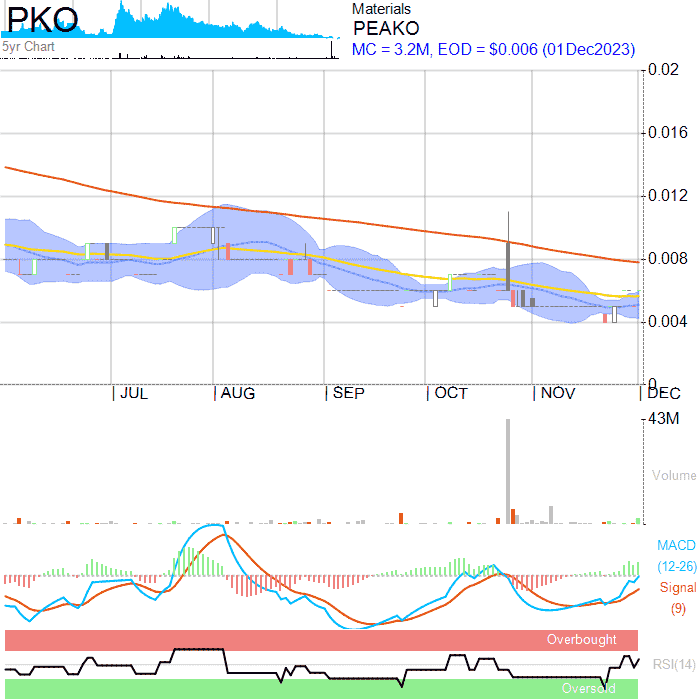 PKO
5yr Chart
Materials
PEAKO
MC = 3.2M, EOD = $0.006 (01Dec2023)
0.02
0.016
0.012
0.008
0.004
0
JUL AUG SEP OCT NOV DEC
43M
Volume
MACD
(12-26)
Signal
(9)
Overbought
RSI(14)
Oversold